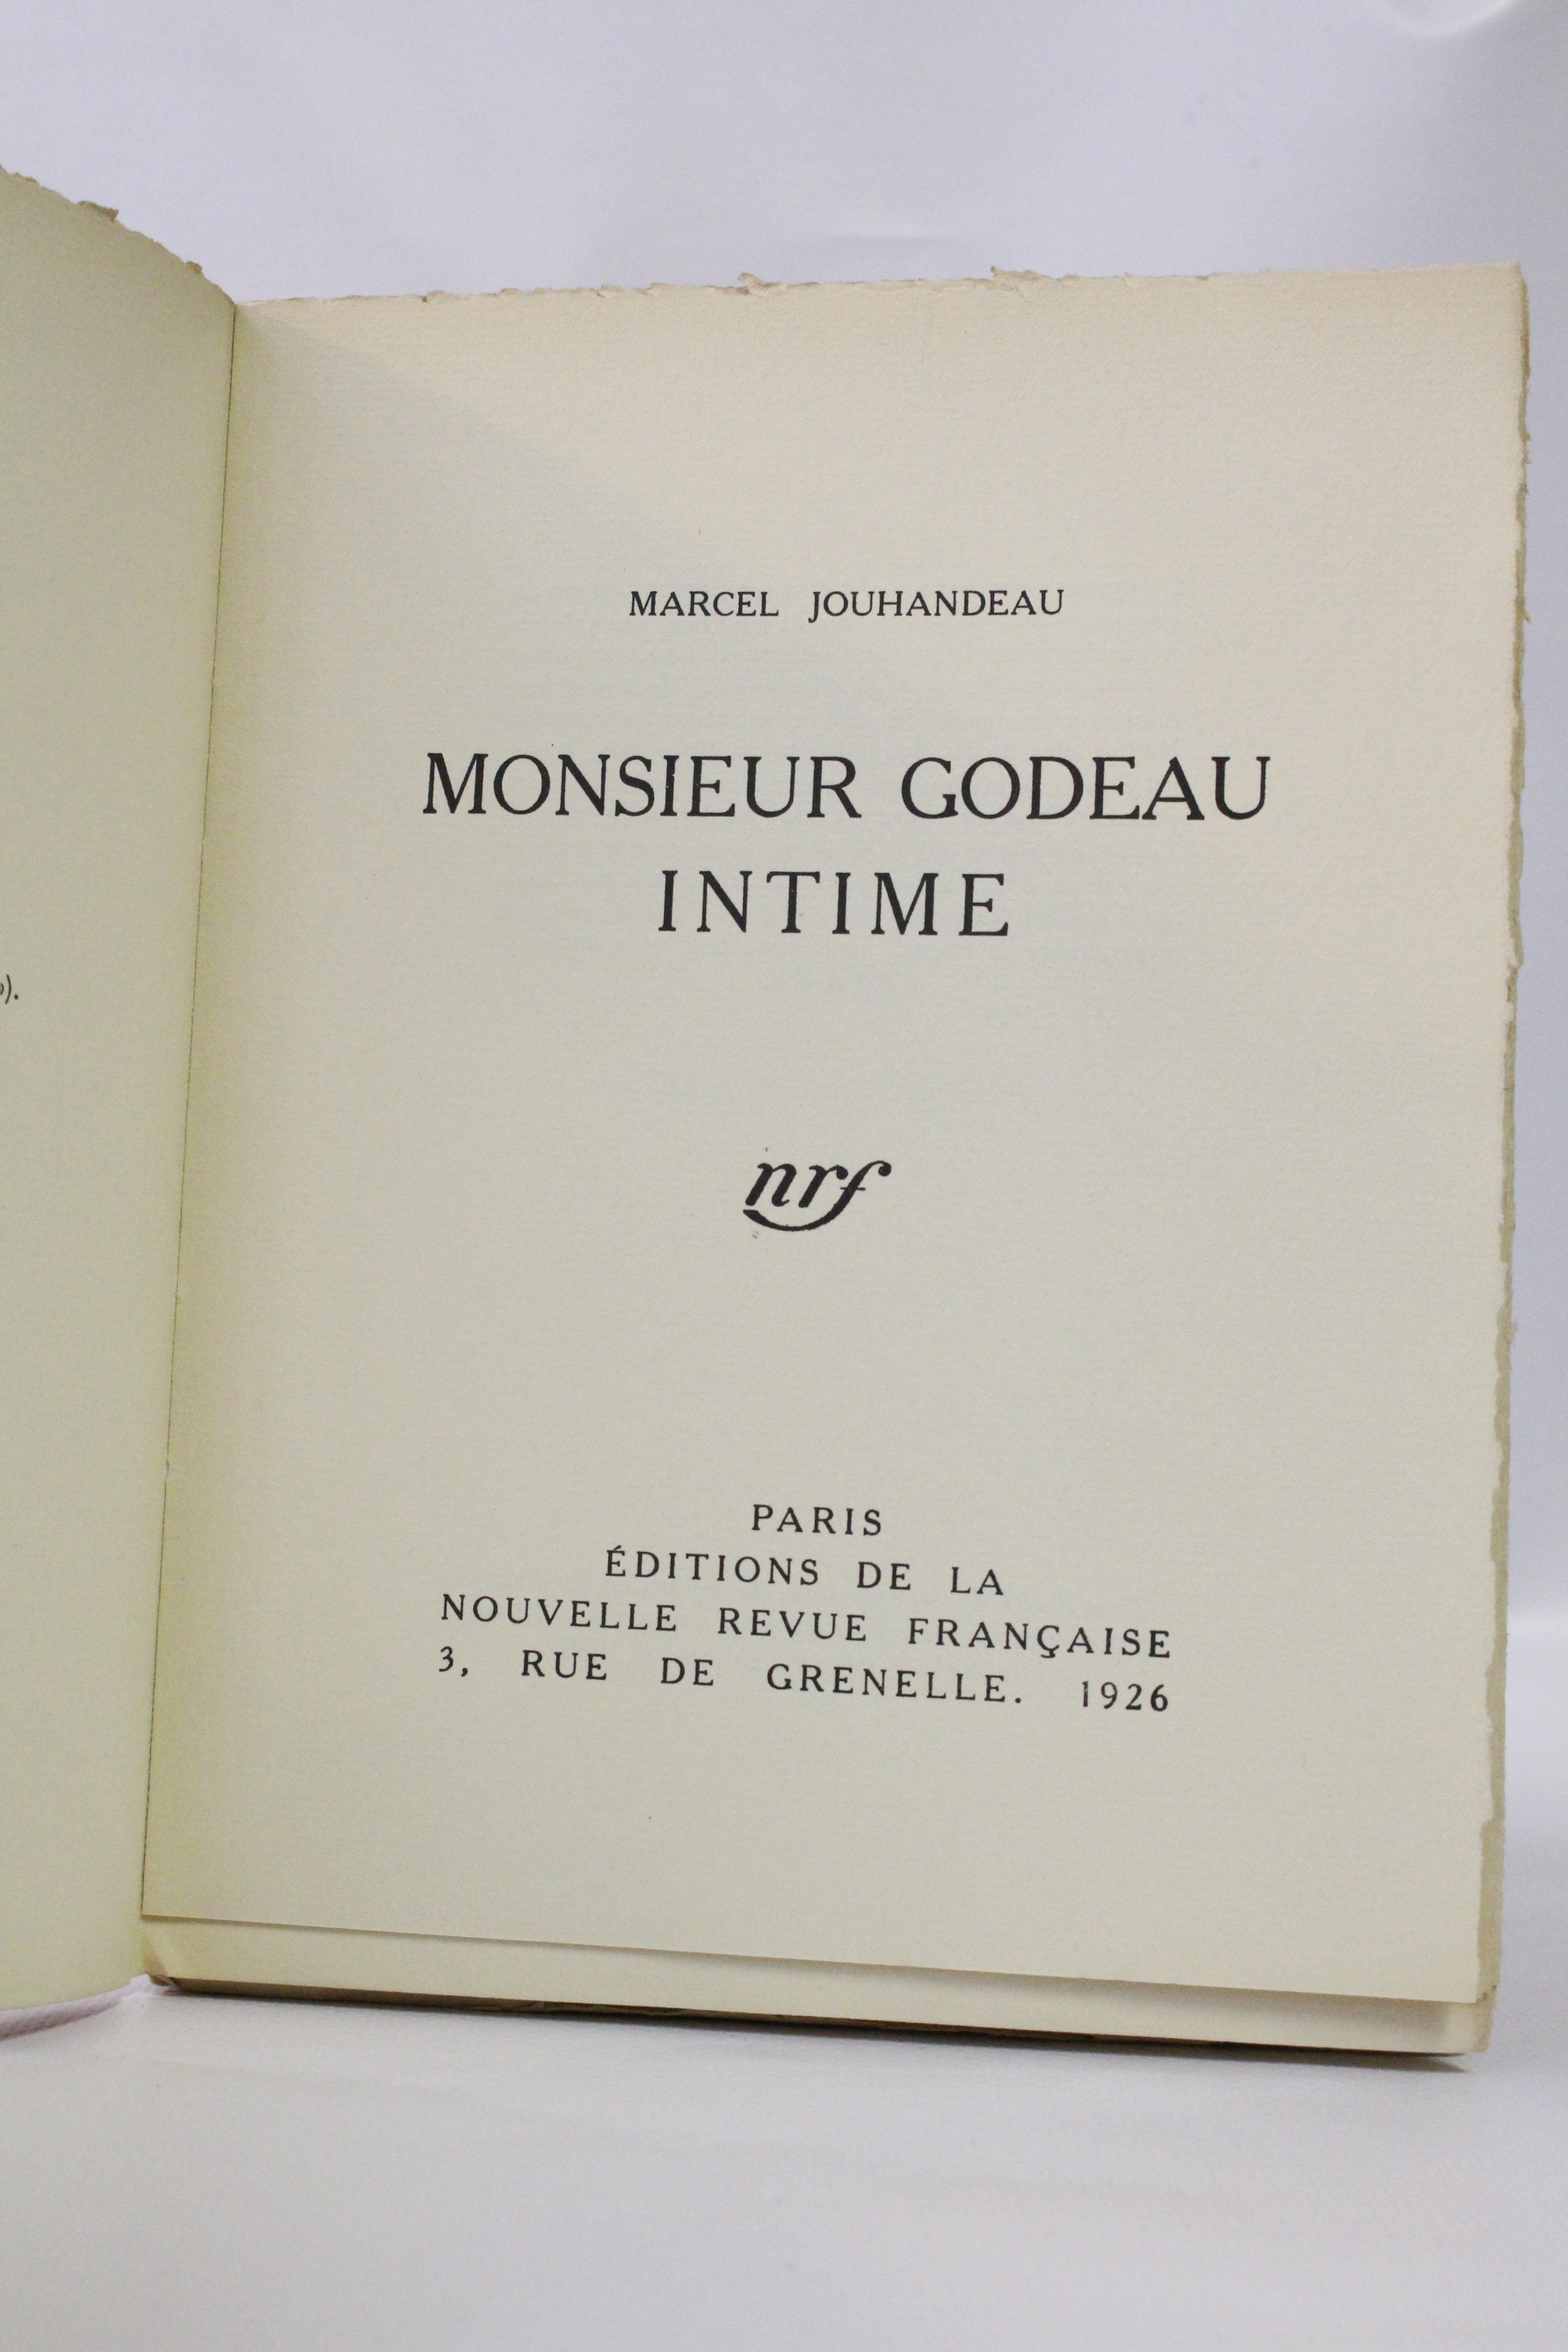 ).
MARCEL JOUHANDEAU
MONSIEUR GODEAU
INTIME
nrf
PARIS
ÉDITIONS DE LA
NOUVELLE REVUE FRANÇAISE
3, RUE DE GRENELLE. 1926